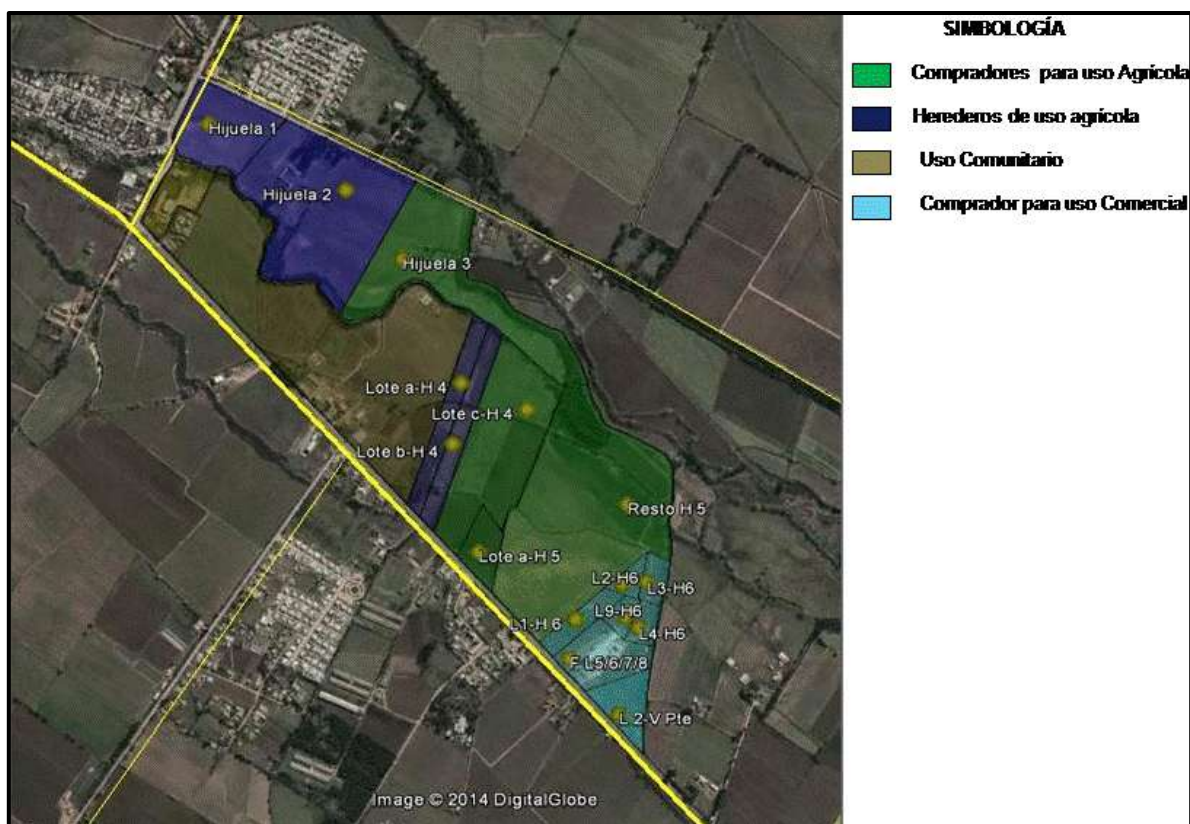 SIMBOLOGÍA
Compradores para uso Agrícola
Herederos de uso agrícola
Uso Comunitario
Comprador para uso Comercial
Hijuela 1
Hijuela 2
Hijuela 3
Lote a-H 4
Lote c-H 4
Lote b-H 4
Resto H 5
Lote a-H 5
L2-H6
L3-H6
L9-H6
L1-H 6
L4-H6
F L5/6/7/8
L 2-V Pte
Image © 2014 DigitalGlobe